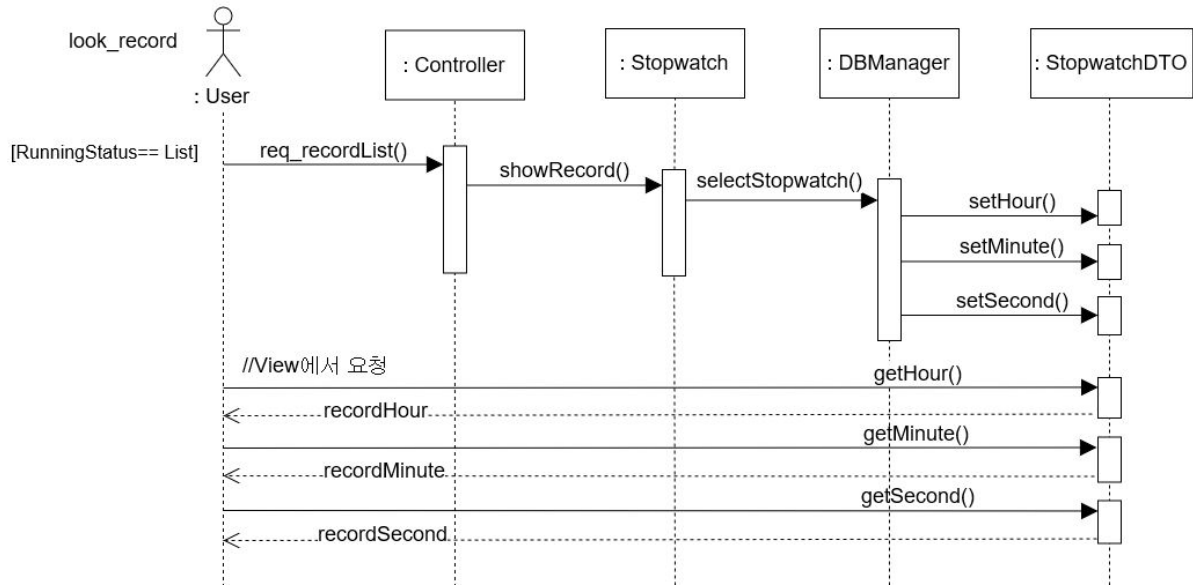 look_record
: User
: Controller
: Stopwatch
: DBManager
: StopwatchDTO
[RunningStatus== List]
req_recordList()
showRecord()
selectStopwatch()
setHour()
setMinute()
setSecond()
//View에서 요청
getHour()
recordHour
getMinute()
recordMinute
getSecond()
recordSecond